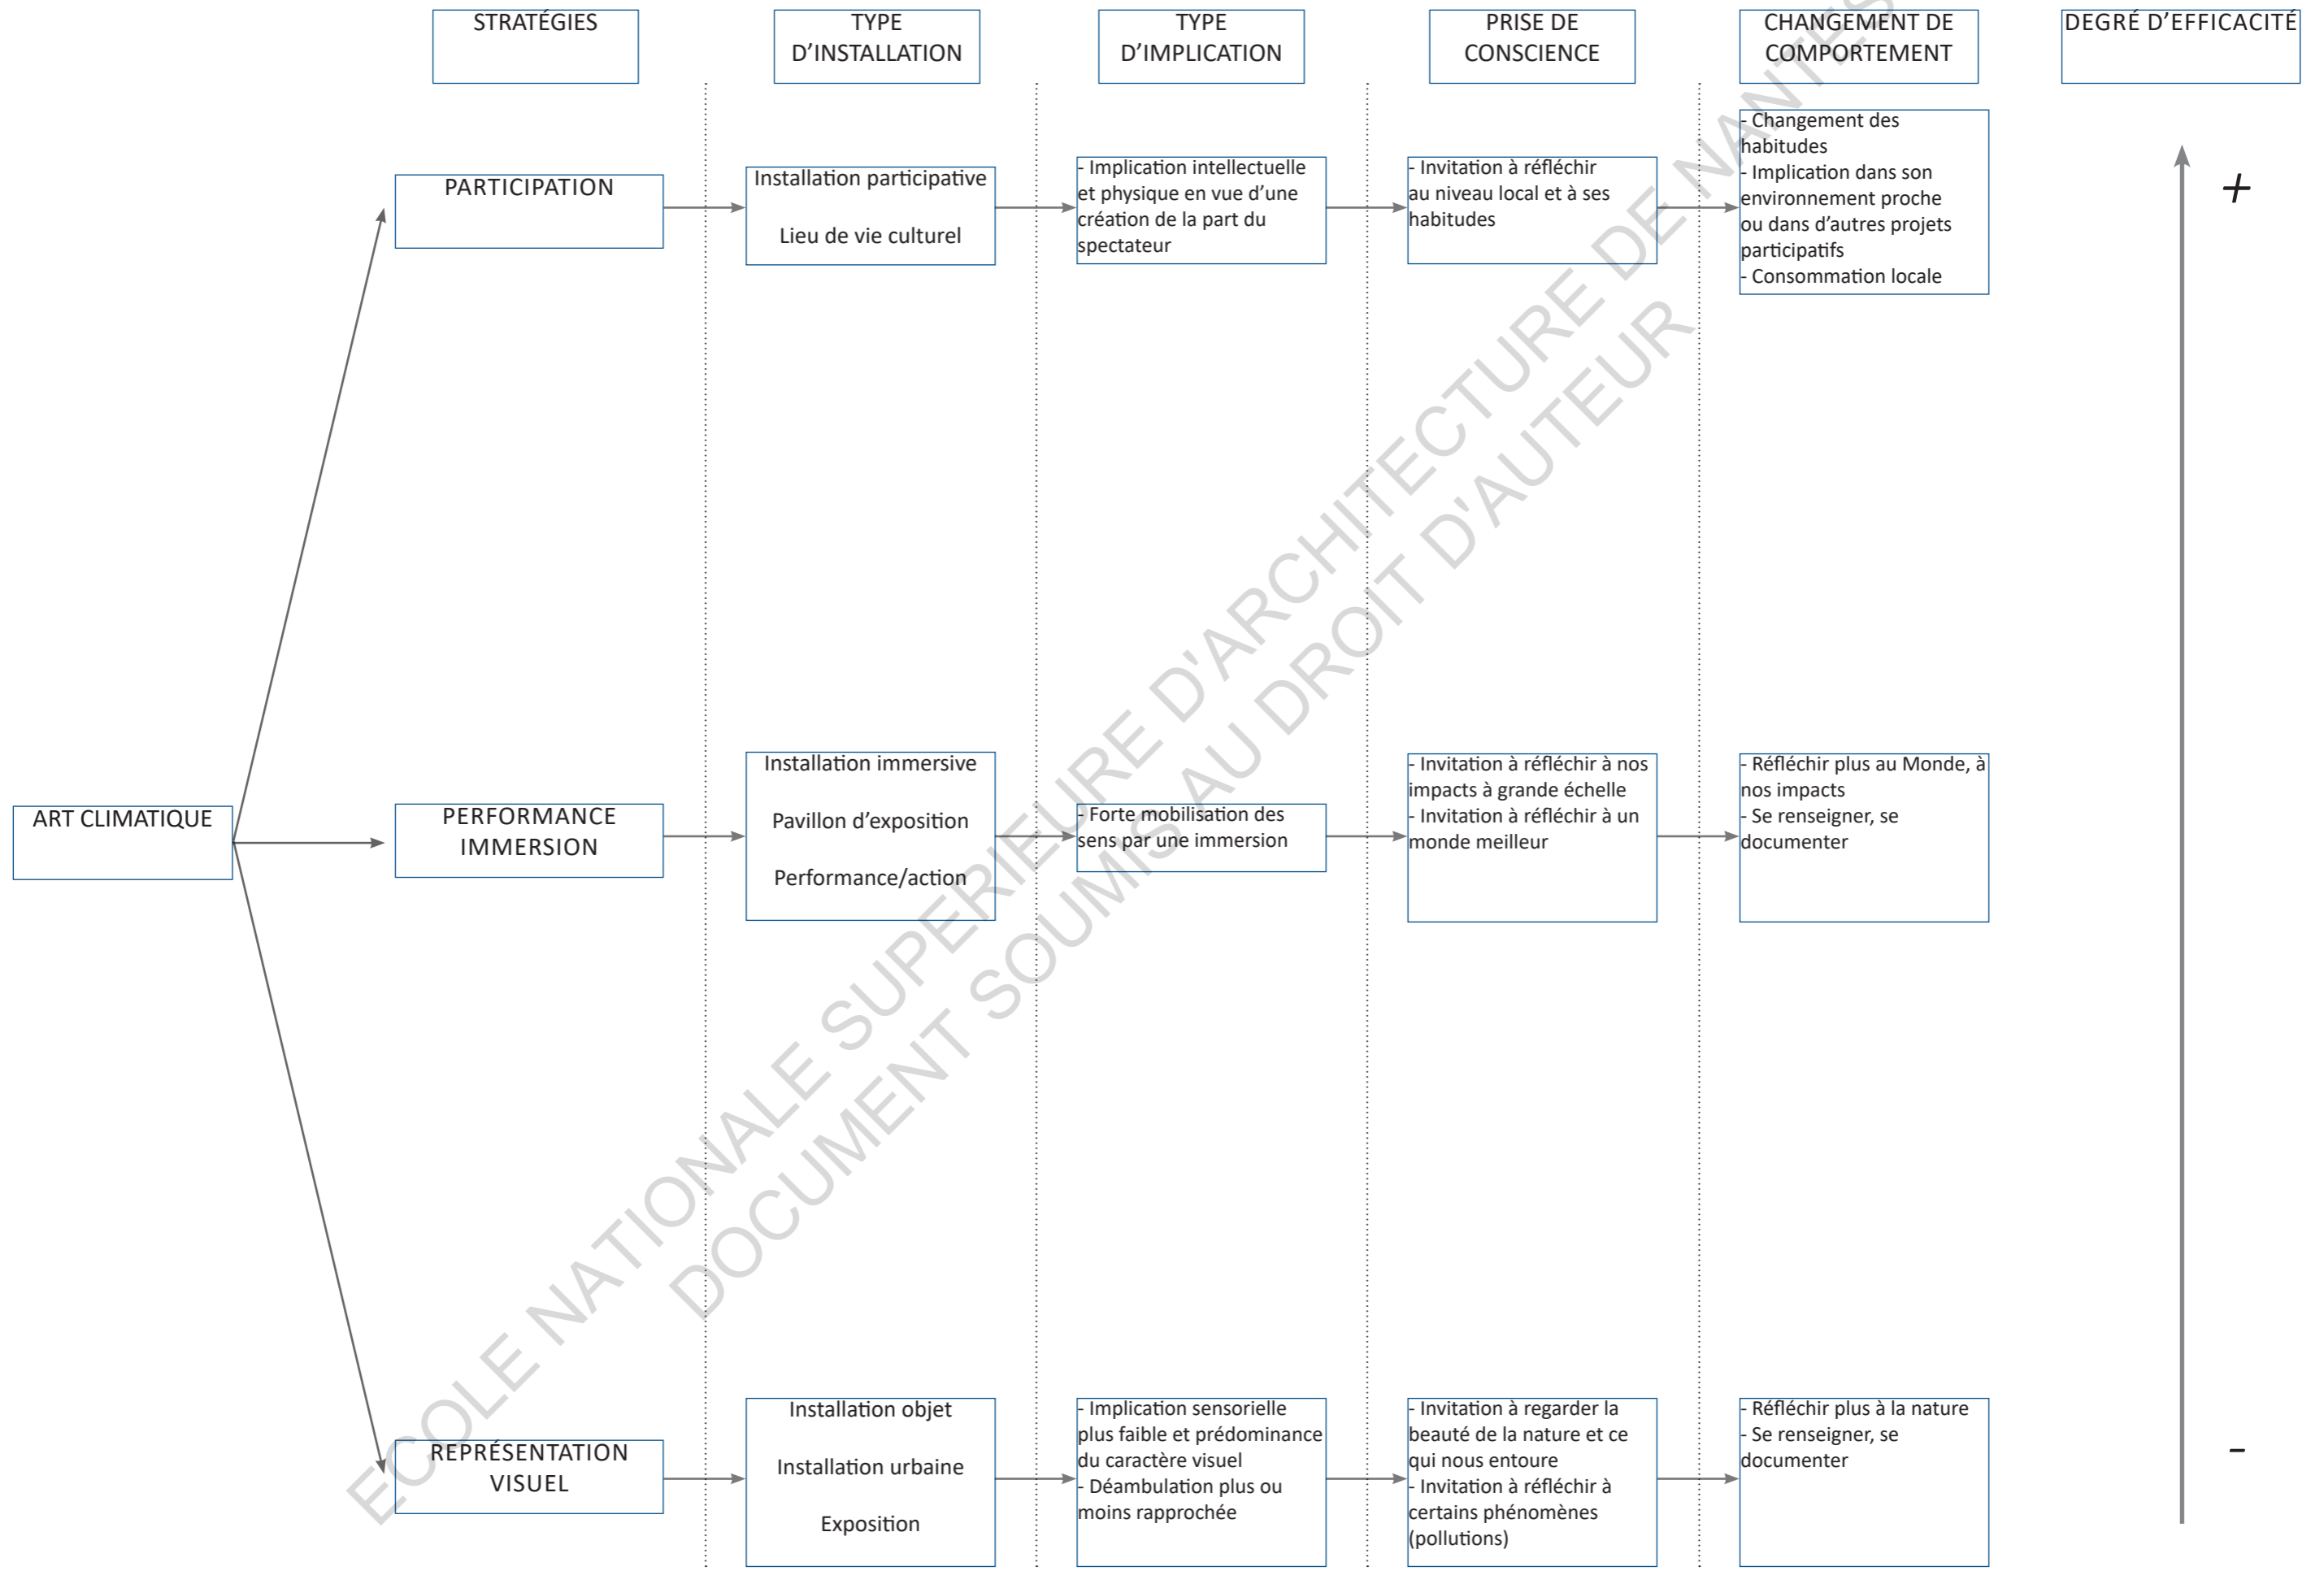 STRATÉGIES
TYPE
D'INSTALLATION
TYPE
D'IMPLICATION
PRISE DE
CONSCIENCE
CHANGEMENT DE
COMPORTEMENT
DEGRÉ D'EFFICACITÉ
PARTICIPATION
Installation participative
Lieu de vie culturel
- Implication intellectuelle
et physique en vue d'une
création de la part du
spectateur
- Invitation à réfléchir
au niveau local et à ses
habitudes
- Changement des
habitudes
- Implication dans son
environnement proche
ou dans d'autres projets
participatifs
- Consommation locale
+
ART CLIMATIQUE
PERFORMANCE
IMMERSION
Installation immersive
Pavillon d'exposition
Performance/action
- Forte mobilisation des
sens par une immersion
- Invitation à réfléchir à nos
impacts à grande échelle
- Invitation à réfléchir à un
monde meilleur
- Réfléchir plus au Monde, à
nos impacts
- Se renseigner, se
documenter
REPRÉSENTATION
VISUEL
Installation objet
Installation urbaine
Exposition
- Implication sensorielle
plus faible et prédominance
du caractère visuel
- Déambulation plus ou
moins rapprochée
- Invitation à regarder la
beauté de la nature et ce
qui nous entoure
- Invitation à réfléchir à
certains phénomènes
(pollutions)
- Réfléchir plus à la nature
- Se renseigner, se
documenter
-
ECOLE NATIONALE SUPERIEURE D'ARCHITECTURE DE NANTES
DOCUMENT SOUMIS AU DROIT D'AUTEUR